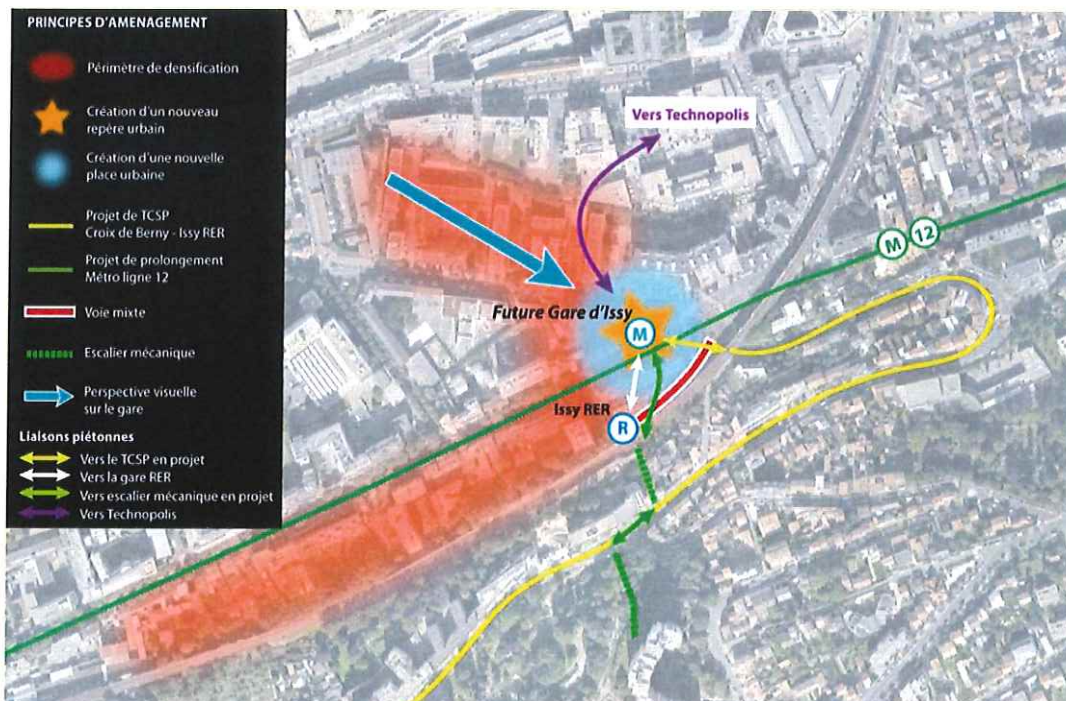 PRINCIPES D'AMENAGEMENT
Périmètre de densification
Création d'un nouveau
repère urbain
Création d'une nouvelle
place urbaine
Projet de TCSP
Croix de Berny - Issy RER
Projet de prolongement
Métro ligne 12
Voie mixte
Escalier mécanique
Perspective visuelle
sur le gare
Liaisons piétonnes
Vers le TCSP en projet
Vers la gare RER
Vers escalier mécanique en projet
Vers Technopolis
Vers Technopolis
M 12
Future Gare d'Issy
M
Issy RER
R